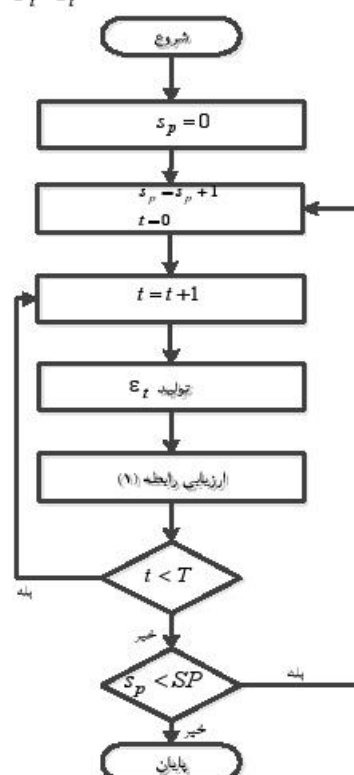 شروع
s_p = 0
s_p = s_p + 1
t = 0
t = t + 1
تولید ε_t
ارزیابی رابطه (۱)
t < T
بله
خیر
s_p < SP
بله
خیر
پایان